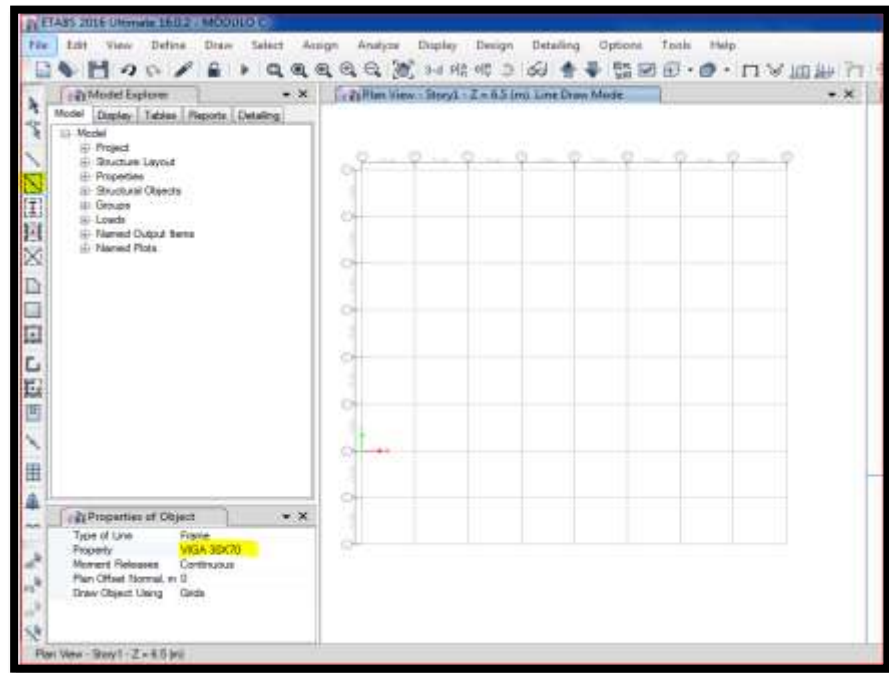 ETABS 2016 Ultimate 16.0.2 - MODULO C
File Edit View Define Draw Select Assign Analyze Display Design Detailing Options Tools Help
Model Explorer
Plan View - Story1 - Z = 6.5 (m) Line Draw Mode
Model Display Tables Reports Detailing
Model
Project
Structure Layout
Properties
Structural Objects
Groups
Loads
Named Output Items
Named Plots
Properties of Object
Type of Line Frame
Property VIGA 30X70
Moment Releases Continuous
Plan Offset Normal, m 0
Draw Object Using Grids
Plan View - Story1 - Z = 6.5 (m)